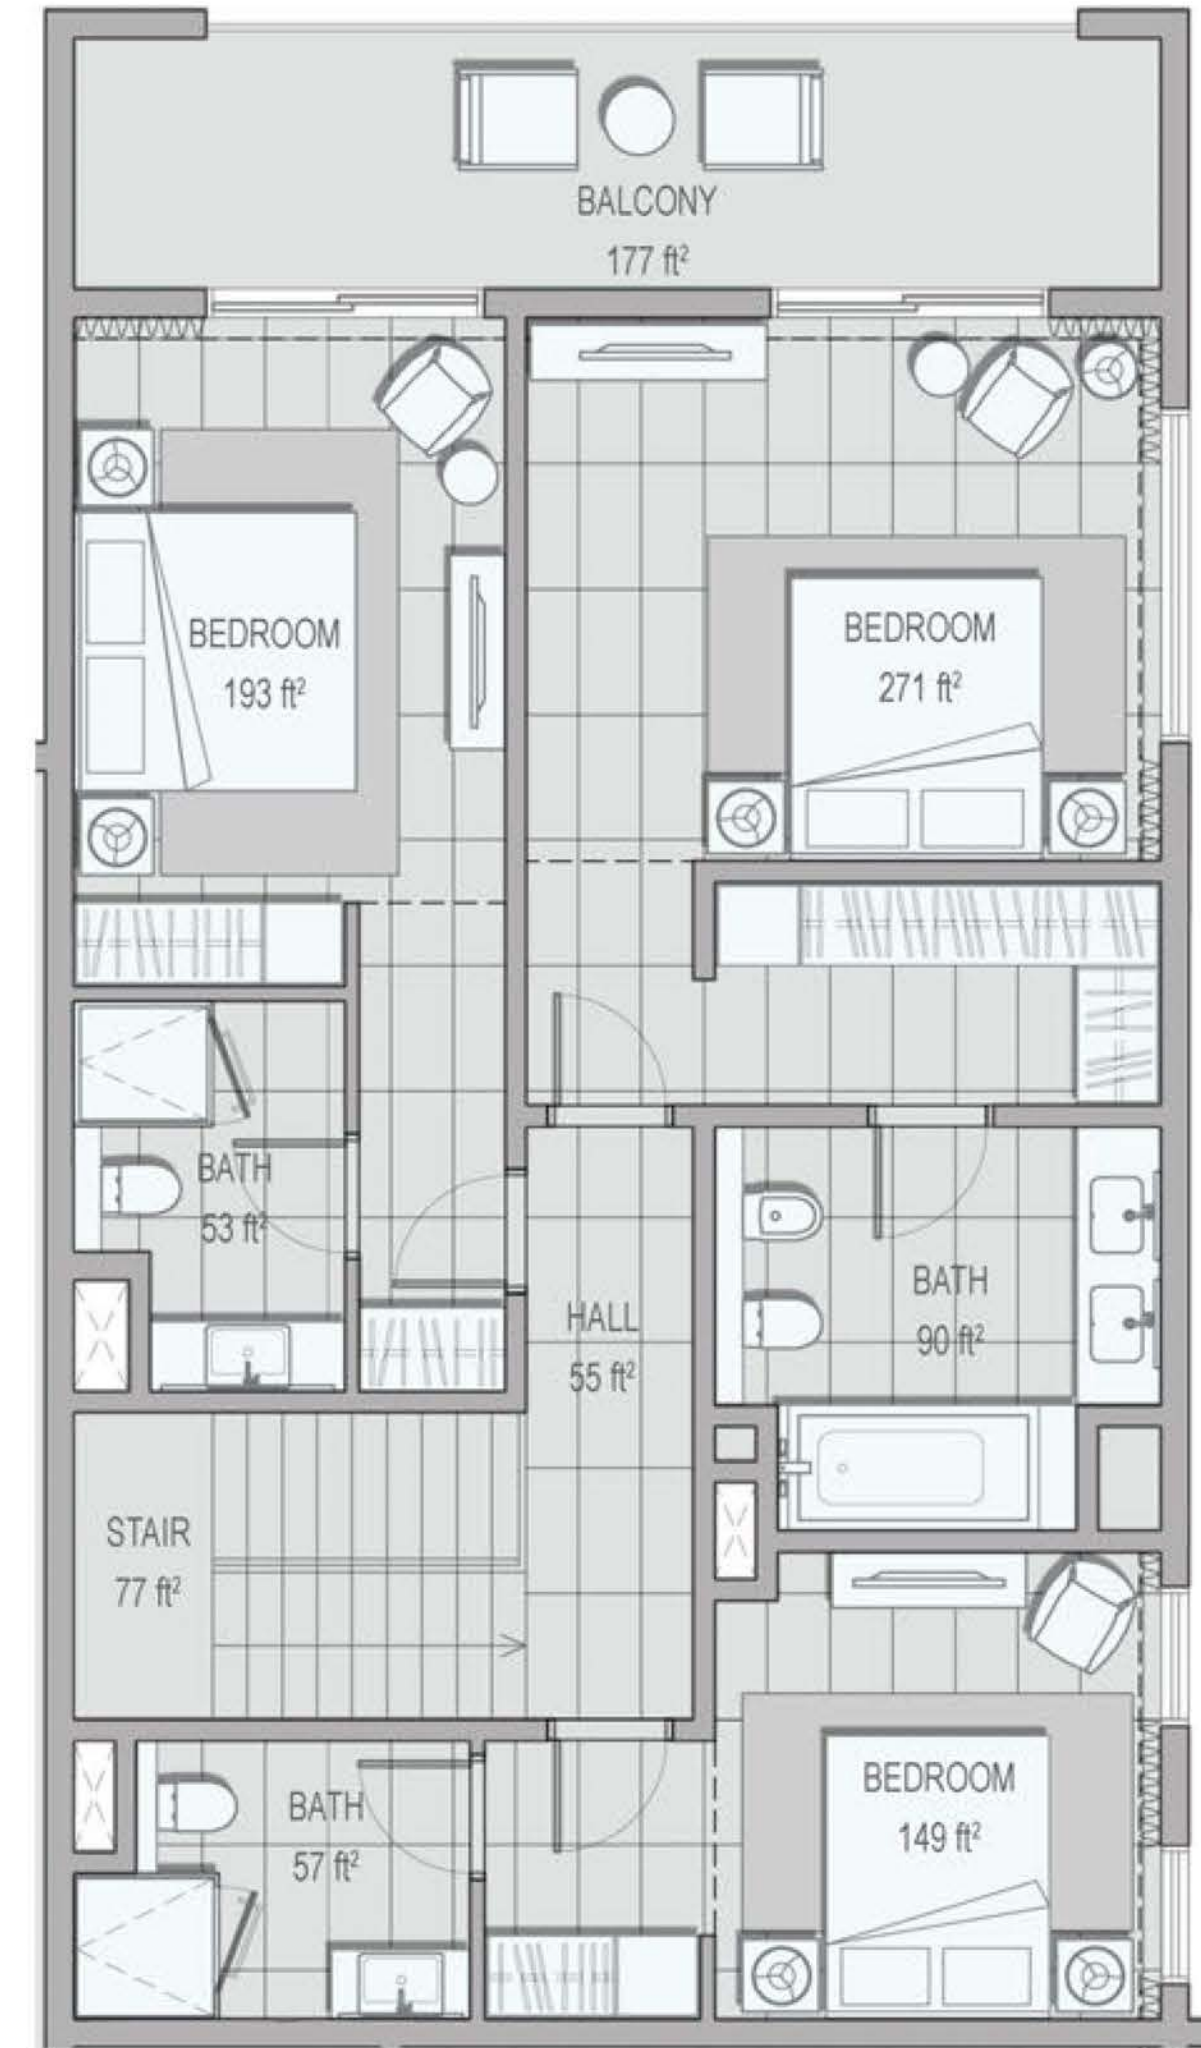 BALCONY
177 ft²
BEDROOM
193 ft²
BEDROOM
271 ft²
BATH
53 ft²
HALL
55 ft²
BATH
90 ft²
STAIR
77 ft²
BATH
57 ft²
BEDROOM
149 ft²